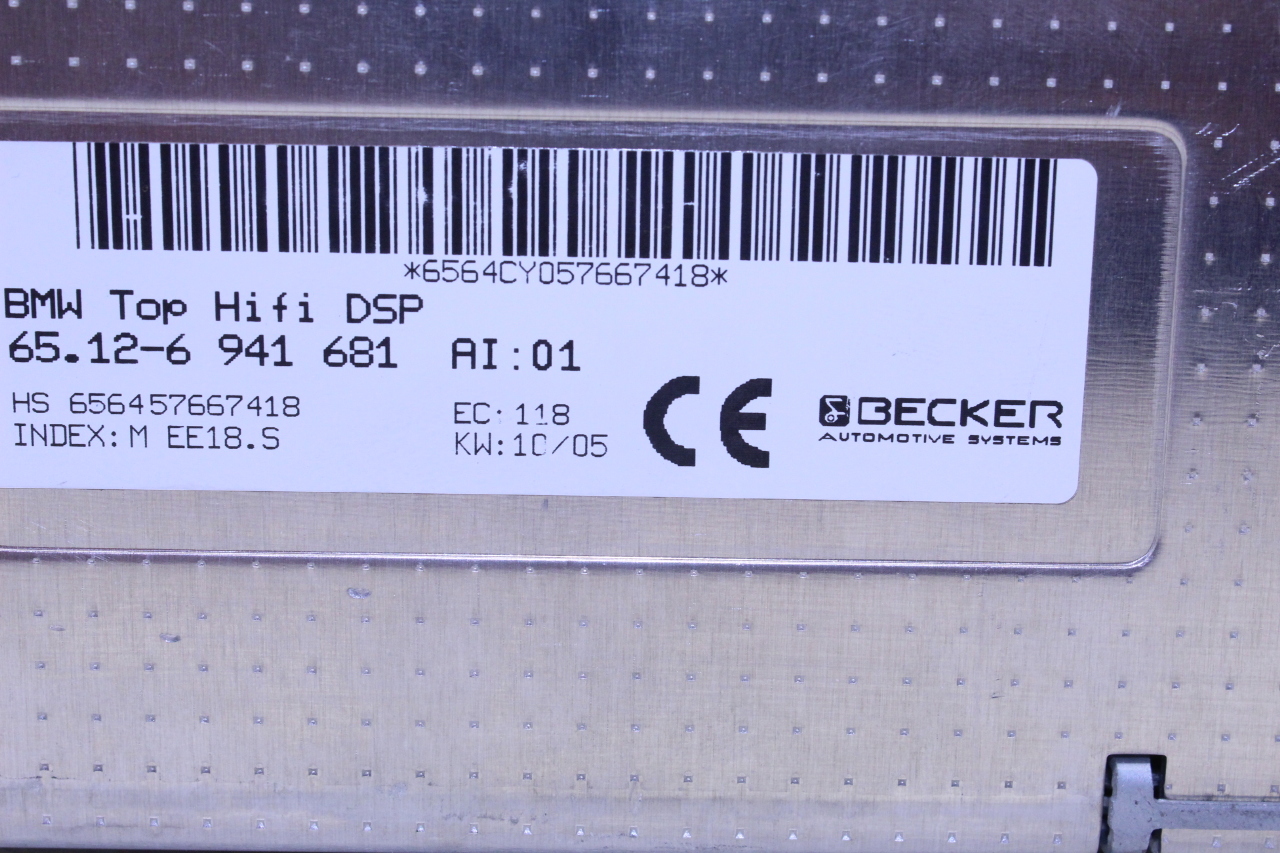 *6564CY057667418*
BMW Top Hifi DSP
65.12-6 941 681 AI:01
HS 656457667418 EC:118
INDEX:M EE18.S KW:10/05
CE
BECKER
AUTOMOTIVE SYSTEMS